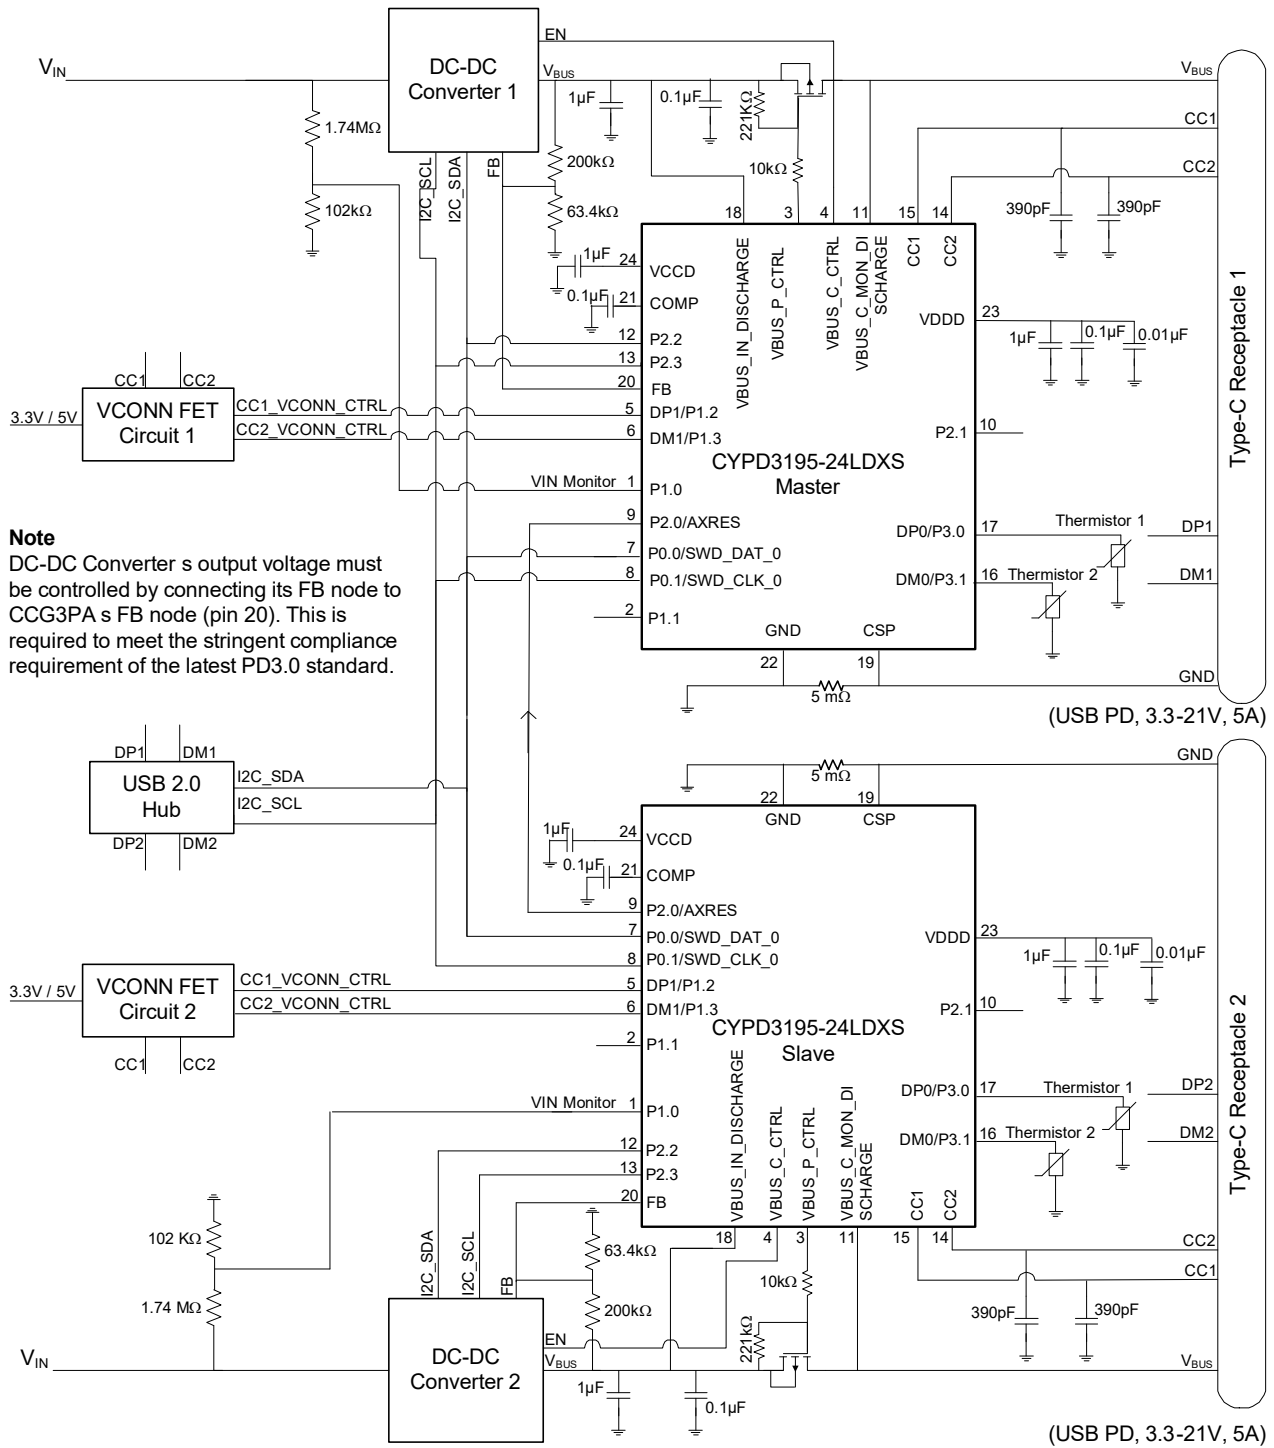 EN
DC-DC
Converter 1
VIN
VBUS
VBUS
1µF
0.1µF
221KΩ
CC1
1.74MΩ
I2C_SCL
I2C_SDA
FB
200kΩ
10kΩ
CC2
102kΩ
63.4kΩ
390pF
390pF
18
3
4
11
15
14
1µF
24
VCCD
0.1µF
21
COMP
VBUS_IN_DISCHARGE
VBUS_P_CTRL
VBUS_C_CTRL
VBUS_C_MON_DI
SCHARGE
CC1
CC2
VDDD
23
1µF
0.1µF
0.01µF
12
P2.2
13
P2.3
20
FB
Type-C Receptacle 1
CC1
CC2
3.3V / 5V
VCONN FET
Circuit 1
CC1_VCONN_CTRL
CC2_VCONN_CTRL
5
DP1/P1.2
6
DM1/P1.3
P2.1
10
CYPD3195-24LDXS
Master
VIN Monitor
1
P1.0
9
P2.0/AXRES
7
P0.0/SWD_DAT_0
8
P0.1/SWD_CLK_0
2
P1.1
DP0/P3.0
17
Thermistor 1
DP1
DM0/P3.1
16
Thermistor 2
DM1
GND
CSP
22
19
5 mΩ
GND
(USB PD, 3.3-21V, 5A)
Note
DC-DC Converter s output voltage must
be controlled by connecting its FB node to
CCG3PA s FB node (pin 20). This is
required to meet the stringent compliance
requirement of the latest PD3.0 standard.
DP1
DM1
USB 2.0
Hub
I2C_SDA
I2C_SCL
DP2
DM2
GND
5 mΩ
22
19
GND
CSP
1µF
24
VCCD
0.1µF
21
COMP
9
P2.0/AXRES
7
P0.0/SWD_DAT_0
8
P0.1/SWD_CLK_0
VDDD
23
1µF
0.1µF
0.01µF
3.3V / 5V
VCONN FET
Circuit 2
CC1_VCONN_CTRL
CC2_VCONN_CTRL
CC1
CC2
5
DP1/P1.2
6
DM1/P1.3
P2.1
10
CYPD3195-24LDXS
Slave
2
P1.1
VIN Monitor
1
P1.0
12
P2.2
13
P2.3
20
FB
VBUS_IN_DISCHARGE
VBUS_C_CTRL
VBUS_P_CTRL
VBUS_C_MON_DI
SCHARGE
CC1
CC2
DP0/P3.0
17
Thermistor 1
DP2
DM0/P3.1
16
Thermistor 2
DM2
Type-C Receptacle 2
18
4
3
11
15
14
CC2
CC1
102 KΩ
1.74 MΩ
I2C_SDA
I2C_SCL
FB
63.4kΩ
200kΩ
10kΩ
221kΩ
390pF
390pF
VIN
DC-DC
Converter 2
EN
VBUS
VBUS
1µF
0.1µF
(USB PD, 3.3-21V, 5A)